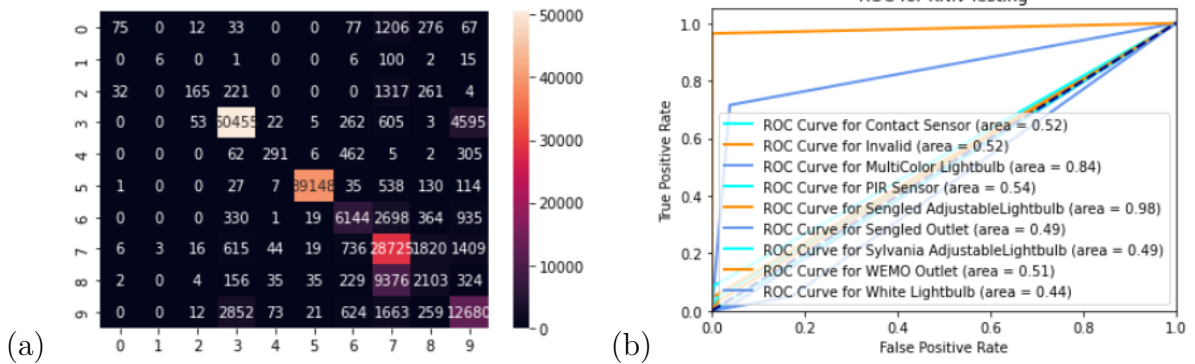 0 75 0 12 33 0 0 77 1206 276 67
1 0 6 0 1 0 0 6 100 2 15
2 32 0 165 221 0 0 0 1317 261 4
3 0 0 53 50455 22 5 262 605 3 4595
4 0 0 0 62 291 6 462 5 2 305
5 1 0 0 27 7 39148 35 538 130 114
6 0 0 0 330 1 19 6144 2698 364 935
7 6 3 16 615 44 19 736 28725 1820 1409
8 2 0 4 156 35 35 229 9376 2103 324
9 0 0 12 2852 73 21 624 1663 259 12680
0 1 2 3 4 5 6 7 8 9
50000
40000
30000
20000
10000
0
(a)
True Positive Rate
1.0
0.8
0.6
0.4
0.2
0.0
ROC Curve for Contact Sensor (area = 0.52)
ROC Curve for Invalid (area = 0.52)
ROC Curve for MultiColor Lightbulb (area = 0.84)
ROC Curve for PIR Sensor (area = 0.54)
ROC Curve for Sengled AdjustableLightbulb (area = 0.98)
ROC Curve for Sengled Outlet (area = 0.49)
ROC Curve for Sylvania AdjustableLightbulb (area = 0.49)
ROC Curve for WEMO Outlet (area = 0.51)
ROC Curve for White Lightbulb (area = 0.44)
0.0 0.2 0.4 0.6 0.8 1.0
False Positive Rate
(b)